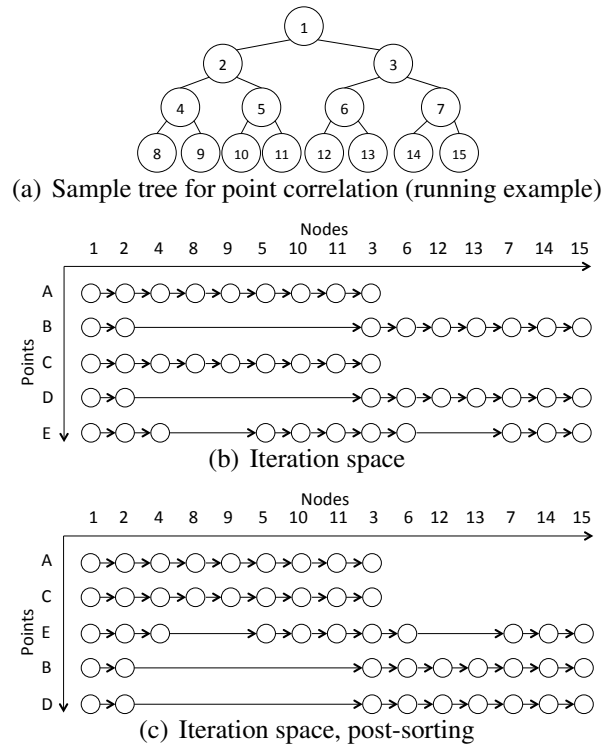 1
2 3
4 5 6 7
8 9 10 11 12 13 14 15
(a) Sample tree for point correlation (running example)
Nodes
1 2 4 8 9 5 10 11 3 6 12 13 7 14 15
Points
A
B
C
D
E
(b) Iteration space
Nodes
1 2 4 8 9 5 10 11 3 6 12 13 7 14 15
Points
A
C
E
B
D
(c) Iteration space, post-sorting